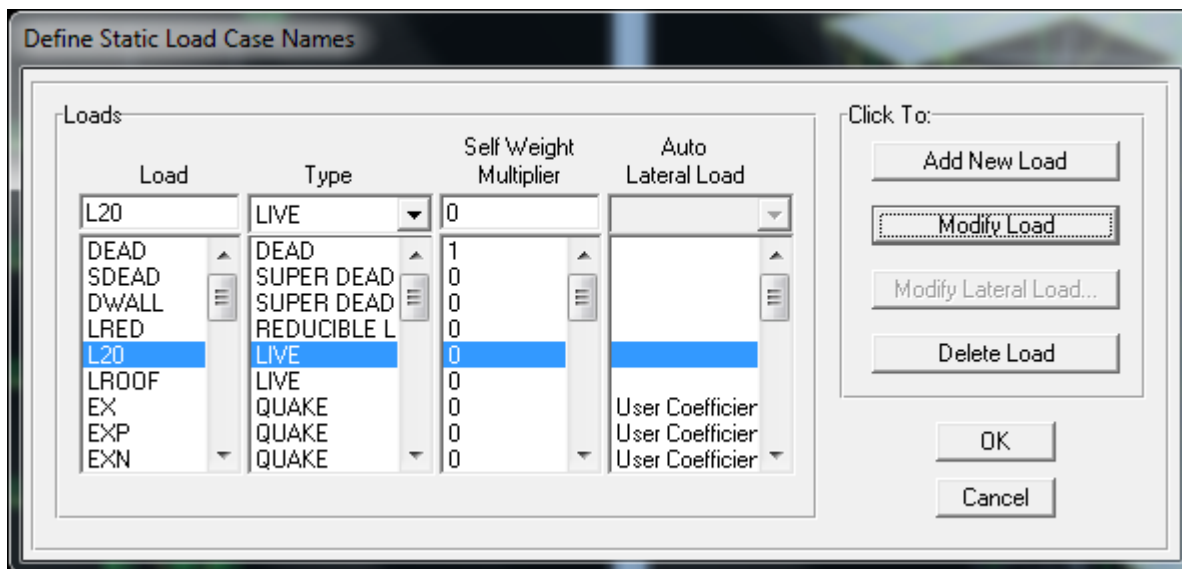 Define Static Load Case Names
Loads
Load Type Self Weight Multiplier Auto Lateral Load
L20 LIVE 0
DEAD DEAD 1
SDEAD SUPER DEAD 0
DWALL SUPER DEAD 0
LRED REDUCIBLE L 0
L20 LIVE 0
LROOF LIVE 0
EX QUAKE 0 User Coefficier
EXP QUAKE 0 User Coefficier
EXN QUAKE 0 User Coefficier
Click To:
Add New Load
Modify Load
Modify Lateral Load...
Delete Load
OK
Cancel